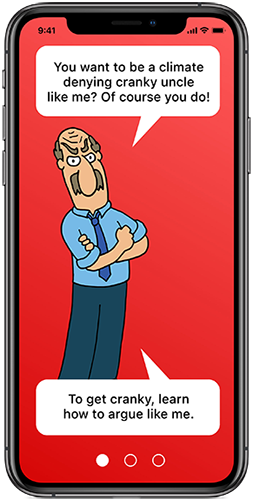 9:41
You want to be a climate
denying cranky uncle
like me? Of course you do!
To get cranky, learn
how to argue like me.